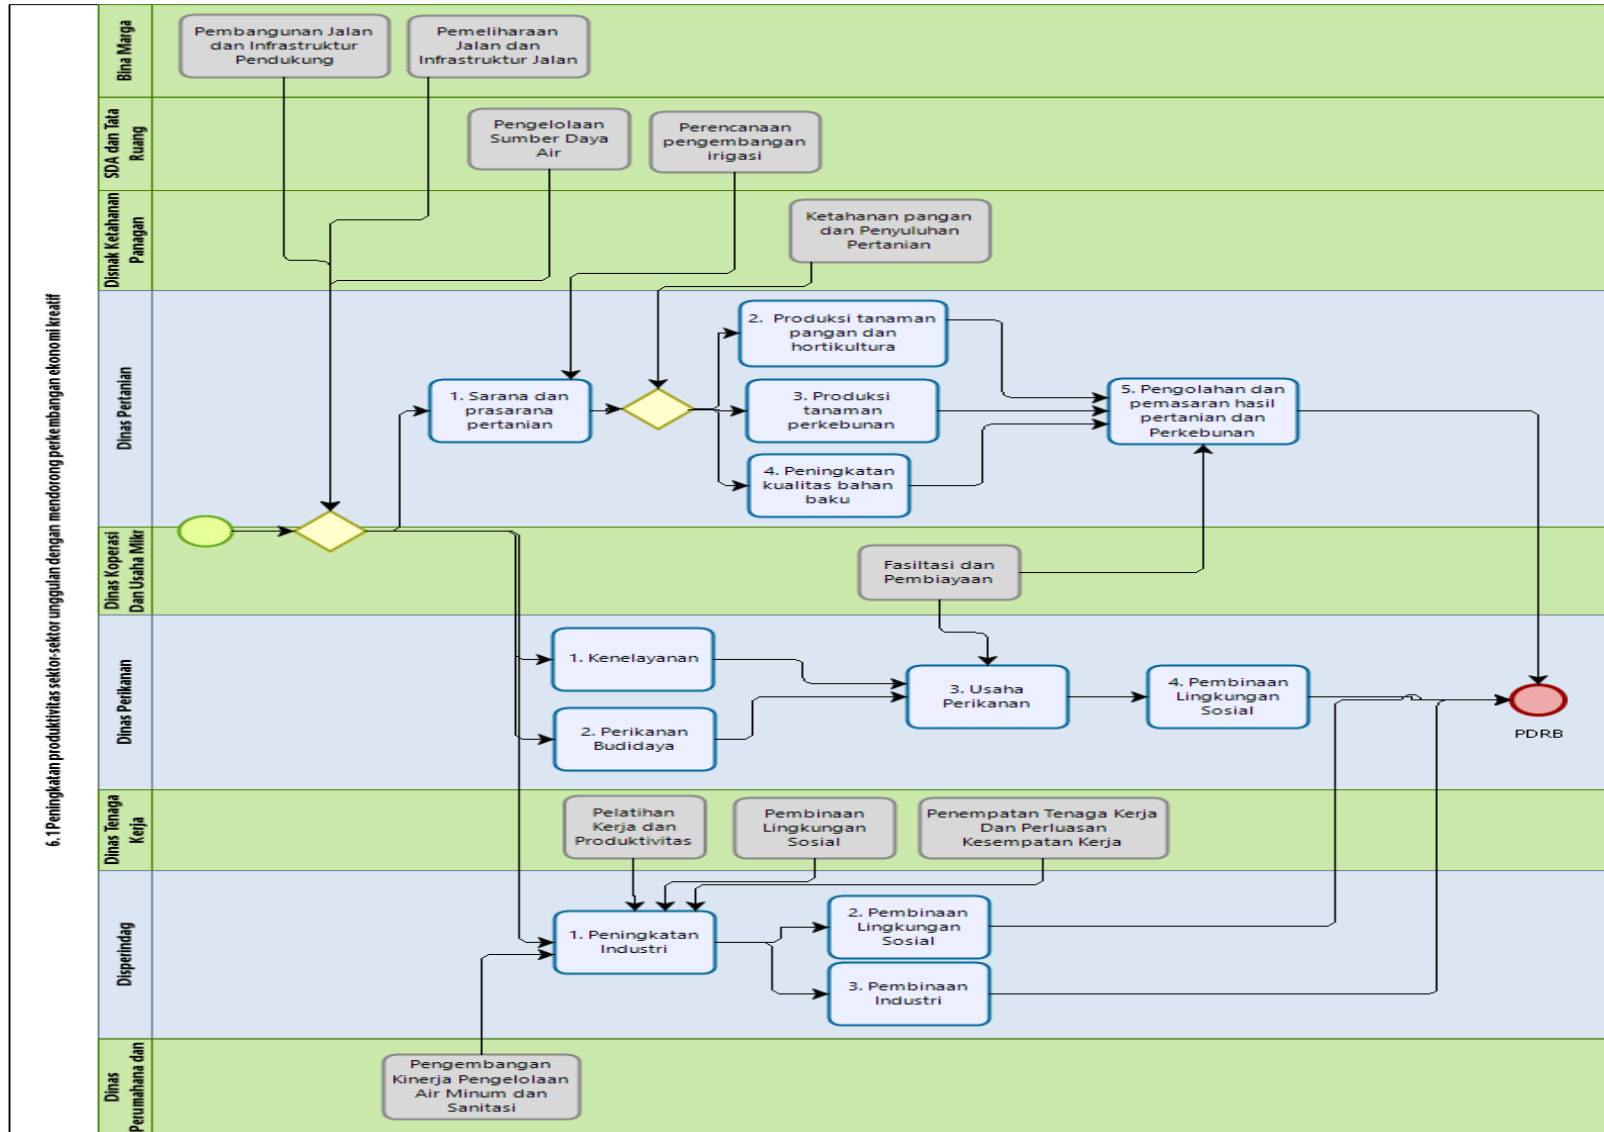 6.1 Peningkatan produktivitas sektor-sektor unggulan dengan mendorong perkembangan ekonomi kreatif
Bina Marga
Pembangunan Jalan
dan Infrastruktur
Pendukung
Pemeliharaan
Jalan dan
Infrastruktur Jalan
SDA dan Tata
Ruang
Pengelolaan
Sumber Daya
Air
Perencanaan
pengembangan
irigasi
Disnak Ketahanan
Panagan
Ketahanan pangan
dan Penyuluhan
Pertanian
Dinas Pertanian
1. Sarana dan
prasarana
pertanian
2. Produksi tanaman
pangan dan
hortikultura
3. Produksi
tanaman
perkebunan
4. Peningkatan
kualitas bahan
baku
5. Pengolahan dan
pemasaran hasil
pertanian dan
Perkebunan
Dinas Koperasi
Dan Usaha Mikr
Fasiltasi dan
Pembiayaan
Dinas Perikanan
1. Kenelayanan
2. Perikanan
Budidaya
3. Usaha
Perikanan
4. Pembinaan
Lingkungan
Sosial
PDRB
Dinas Tenaga
Kerja
Pelatihan
Kerja dan
Produktivitas
Pembinaan
Lingkungan
Sosial
Penempatan Tenaga Kerja
Dan Perluasan
Kesempatan Kerja
Disperindag
1. Peningkatan
Industri
2. Pembinaan
Lingkungan
Sosial
3. Pembinaan
Industri
Dinas
Perumahana dan
Pengembangan
Kinerja Pengelolaan
Air Minum dan
Sanitasi